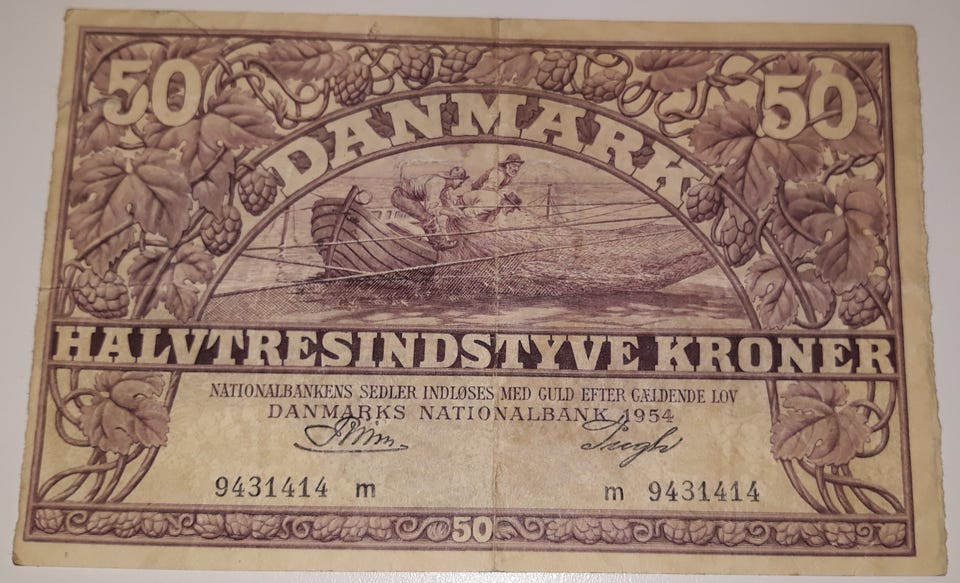 50 50
DANMARK
HALVTRESINDSTYVE KRONER
NATIONALBANKENS SEDLER INDLØSES MED GULD EFTER GÆLDENDE LOV
DANMARKS NATIONALBANK 1954
9431414 m m 9431414
50